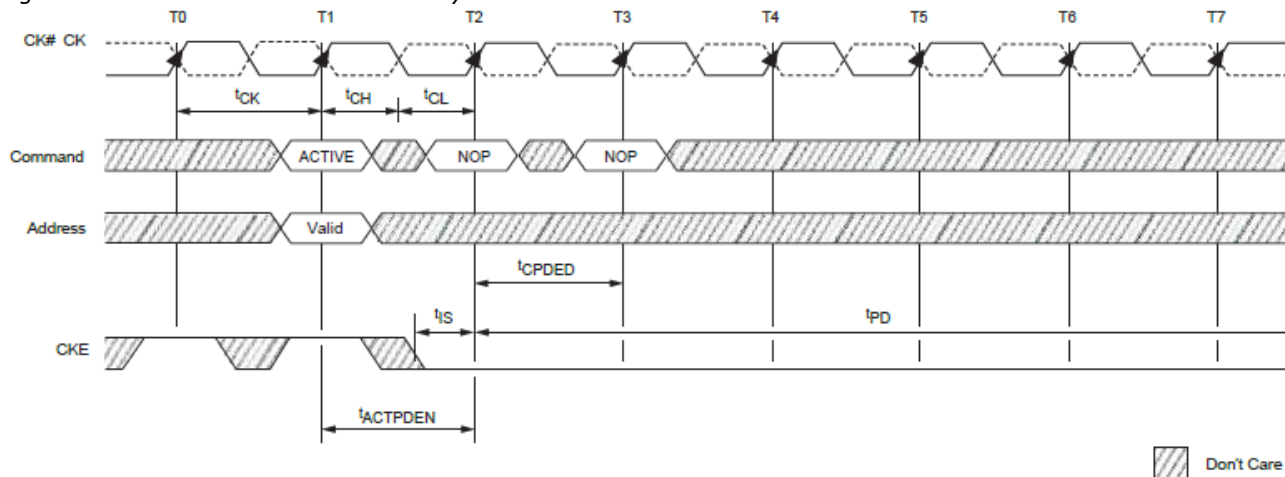 T0 T1 T2 T3 T4 T5 T6 T7
CK# CK
tCK tCH tCL
Command ACTIVE NOP NOP
Address Valid
tCPDED
tIS tPD
CKE
tACTPDEN
Don't Care